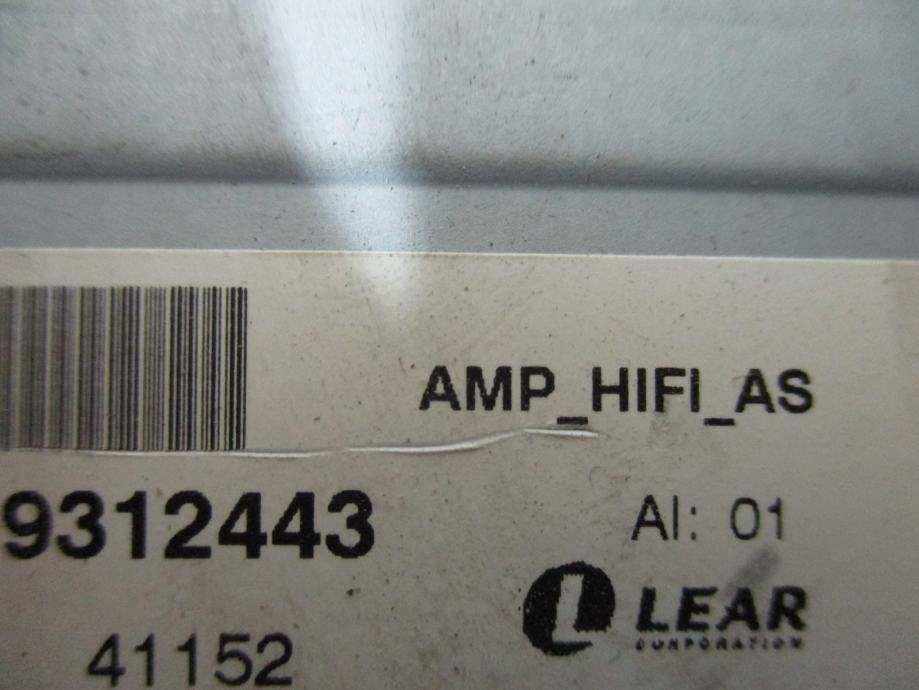 AMP_HIFI_AS
9312443
AI: 01
LEAR
CORPORATION
41152